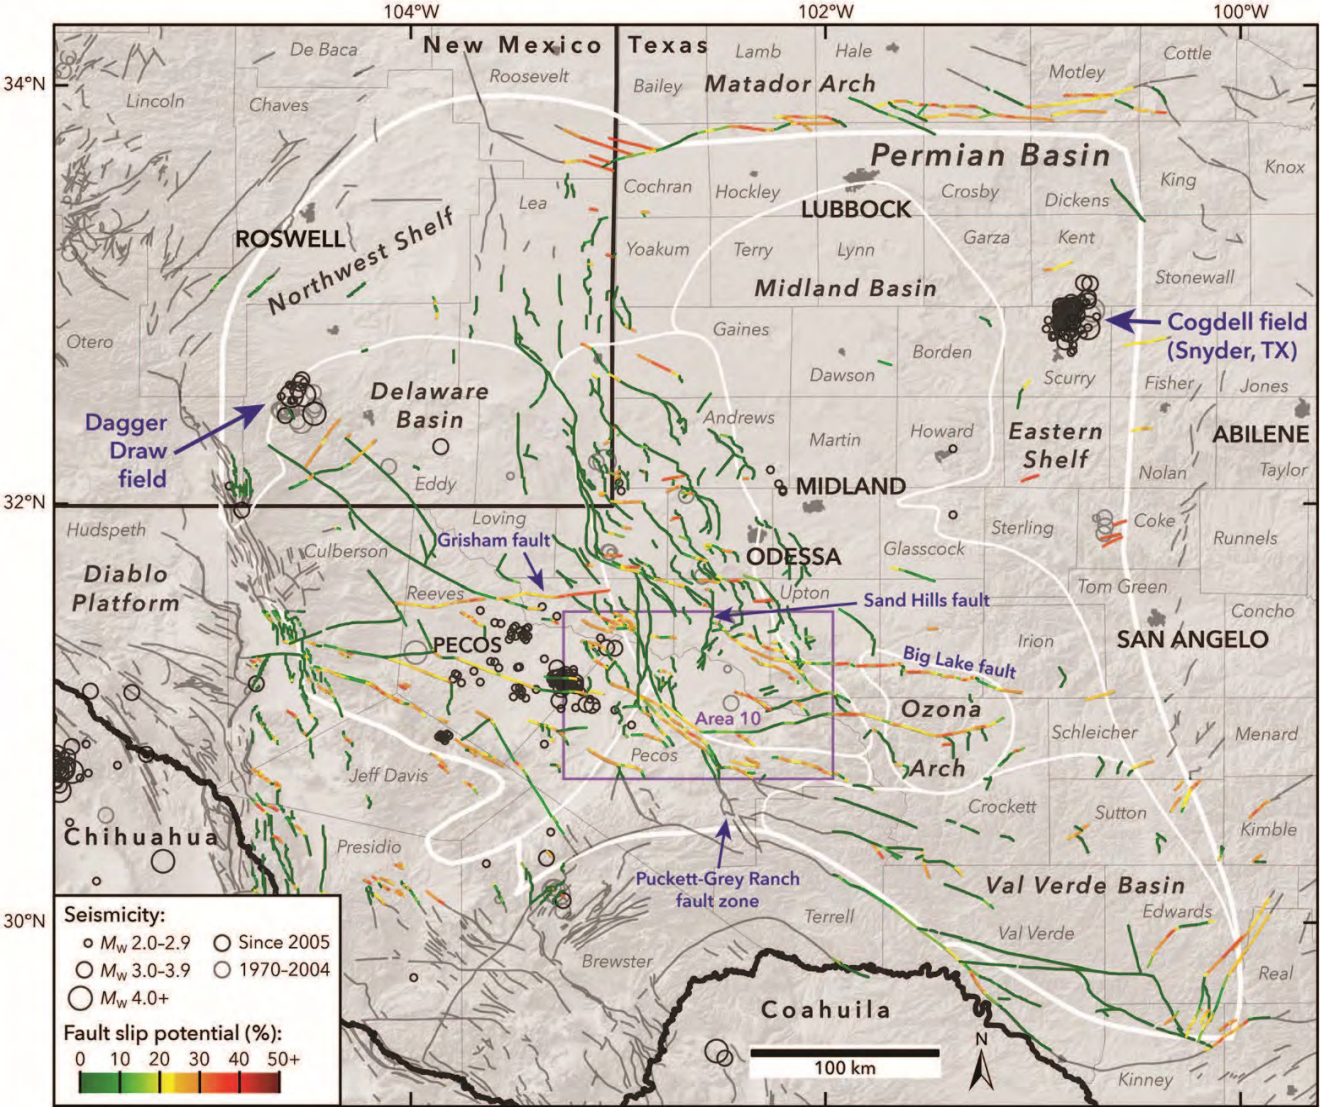 104°W
102°W
100°W
34°N
32°N
30°N
New Mexico
Texas
De Baca
Roosevelt
Lamb
Hale
Cottle
Lincoln
Chaves
Bailey
Matador Arch
Motley
Permian Basin
Knox
Lea
Cochran
Hockley
Crosby
Dickens
King
LUBBOCK
ROSWELL
Northwest Shelf
Yoakum
Terry
Lynn
Garza
Kent
Stonewall
Midland Basin
Otero
Gaines
Cogdell field
(Snyder, TX)
Borden
Dawson
Scurry
Fisher
Jones
Delaware
Basin
Dagger
Draw
field
Andrews
Martin
Howard
Eastern
Shelf
ABILENE
Nolan
Taylor
Eddy
MIDLAND
Hudspeth
Loving
Grisham fault
Culberson
Sterling
Coke
Runnels
ODESSA
Glasscock
Diablo
Platform
Reeves
Upton
Sand Hills fault
Tom Green
Concho
PECOS
Irion
SAN ANGELO
Big Lake fault
Area 10
Ozona
Arch
Pecos
Schleicher
Menard
Jeff Davis
Crockett
Sutton
Kimble
Chihuahua
Presidio
Puckett-Grey Ranch
fault zone
Val Verde Basin
Terrell
Val Verde
Edwards
Brewster
Real
Coahuila
N
100 km
Kinney
Seismicity:
Mw 2.0-2.9
Since 2005
Mw 3.0-3.9
1970-2004
Mw 4.0+
Fault slip potential (%):
0 10 20 30 40 50+